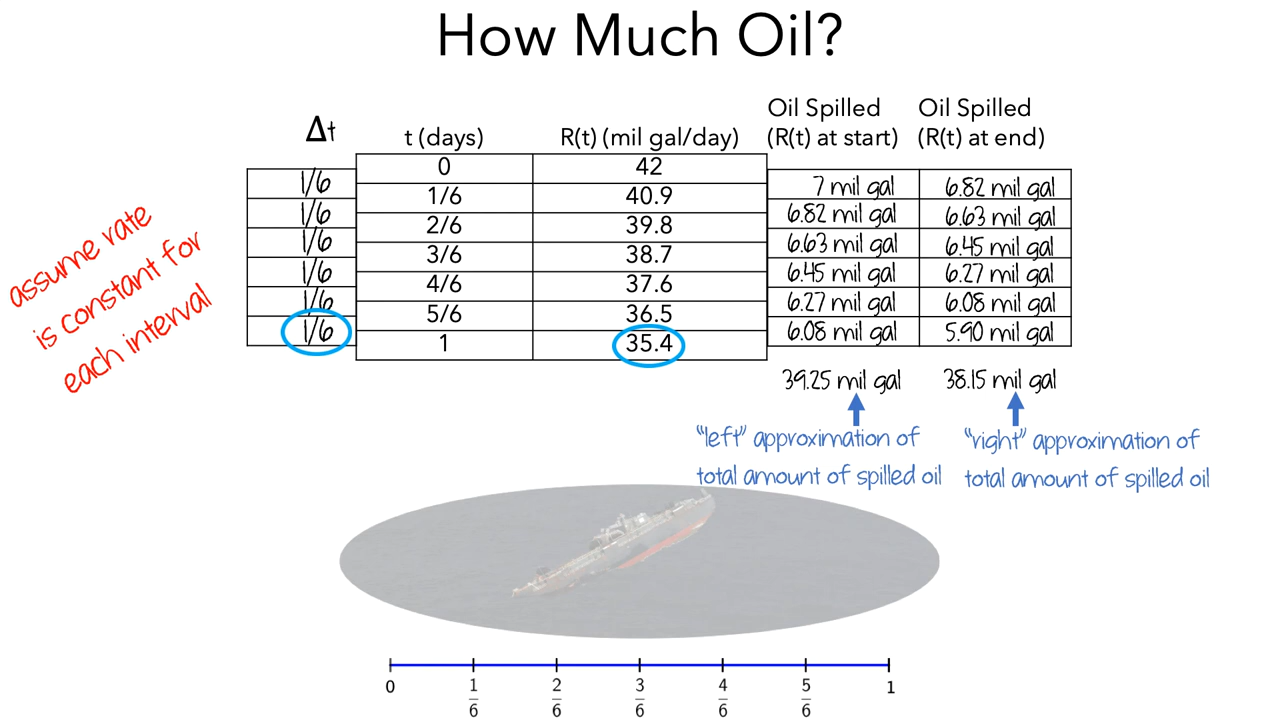 How Much Oil?
Δt
t (days)
R(t) (mil gal/day)
Oil Spilled
(R(t) at start)
Oil Spilled
(R(t) at end)
0 42
1/6 7 mil gal 6.82 mil gal
1/6 40.9
1/6 6.82 mil gal 6.63 mil gal
2/6 39.8
1/6 6.63 mil gal 6.45 mil gal
3/6 38.7
1/6 6.45 mil gal 6.27 mil gal
4/6 37.6
1/6 6.27 mil gal 6.08 mil gal
5/6 36.5
1/6 6.08 mil gal 5.90 mil gal
1 35.4
assume rate
is constant for
each interval
39.25 mil gal 38.15 mil gal
"left" approximation of
total amount of spilled oil
"right" approximation of
total amount of spilled oil
0 1/6 2/6 3/6 4/6 5/6 1